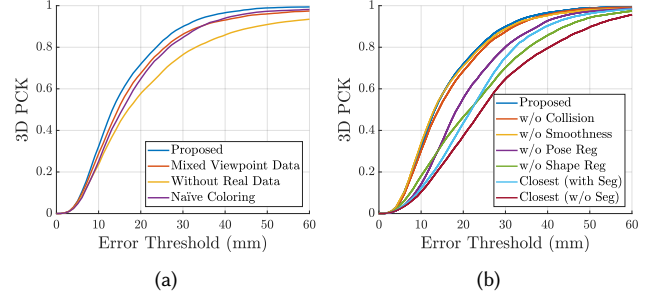 1
0.8
0.6
0.4
0.2
0
3D PCK
0 10 20 30 40 50 60
Error Threshold (mm)
Proposed
Mixed Viewpoint Data
Without Real Data
Naïve Coloring
(a)
1
0.8
0.6
0.4
0.2
0
3D PCK
0 10 20 30 40 50 60
Error Threshold (mm)
Proposed
w/o Collision
w/o Smoothness
w/o Pose Reg
w/o Shape Reg
Closest (with Seg)
Closest (w/o Seg)
(b)